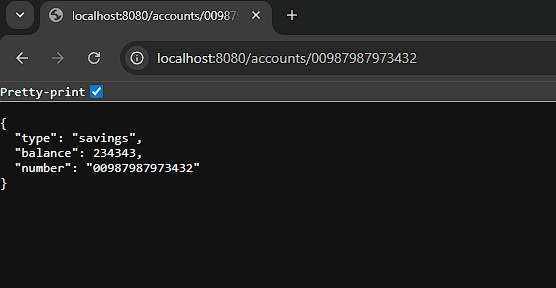 localhost:8080/accounts/00987
localhost:8080/accounts/00987987973432
Pretty-print
{
"type": "savings",
"balance": 234343,
"number": "00987987973432"
}